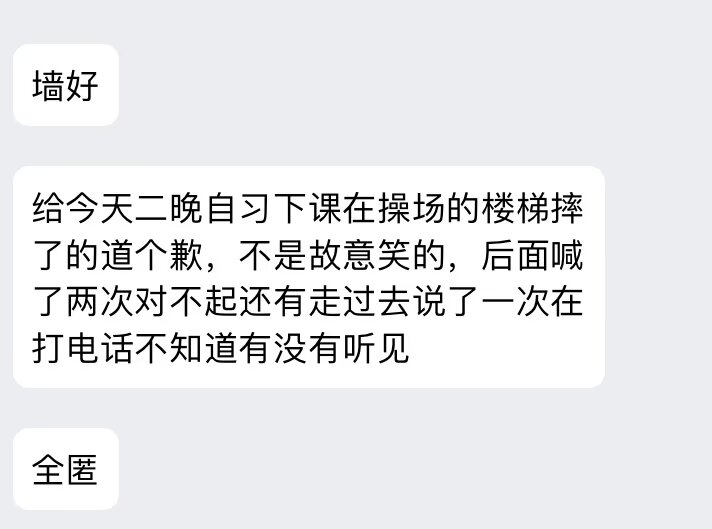 墙好
给今天二晚自习下课在操场的楼梯摔
了的道个歉，不是故意笑的，后面喊
了两次对不起还有走过去说了一次在
打电话不知道有没有听见
全匿